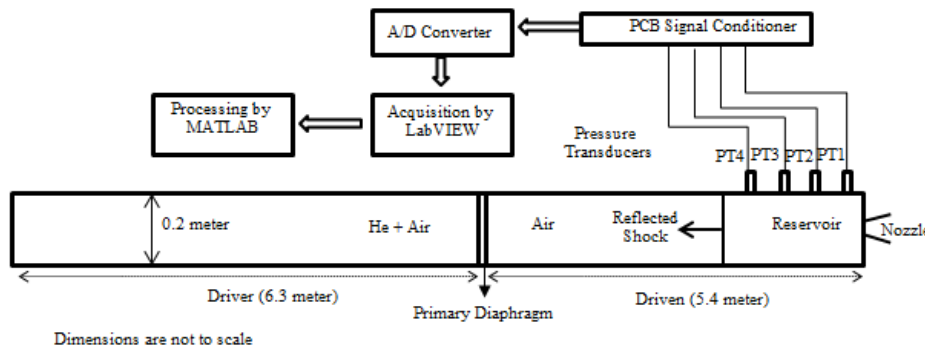 PCB Signal Conditioner
A/D Converter
Processing by
MATLAB
Acquisition by
LabVIEW
Pressure
Transducers
PT4 PT3 PT2 PT1
0.2 meter
He + Air
Air
Reflected
Shock
Reservoir
Nozzle
Driver (6.3 meter)
Driven (5.4 meter)
Primary Diaphragm
Dimensions are not to scale